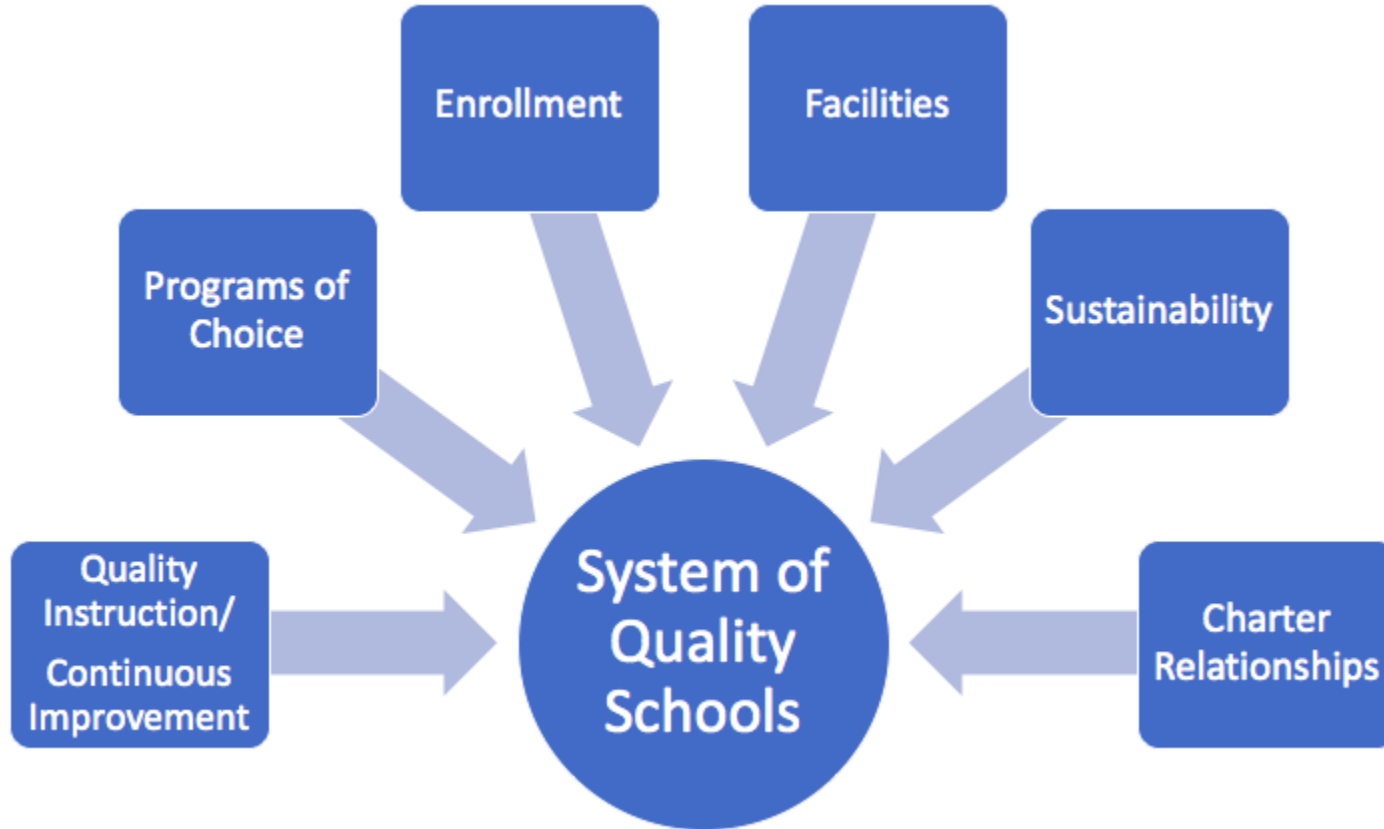 Enrollment
Facilities
Programs of
Choice
Sustainability
Quality
Instruction/
Continuous
Improvement
System of
Quality
Schools
Charter
Relationships